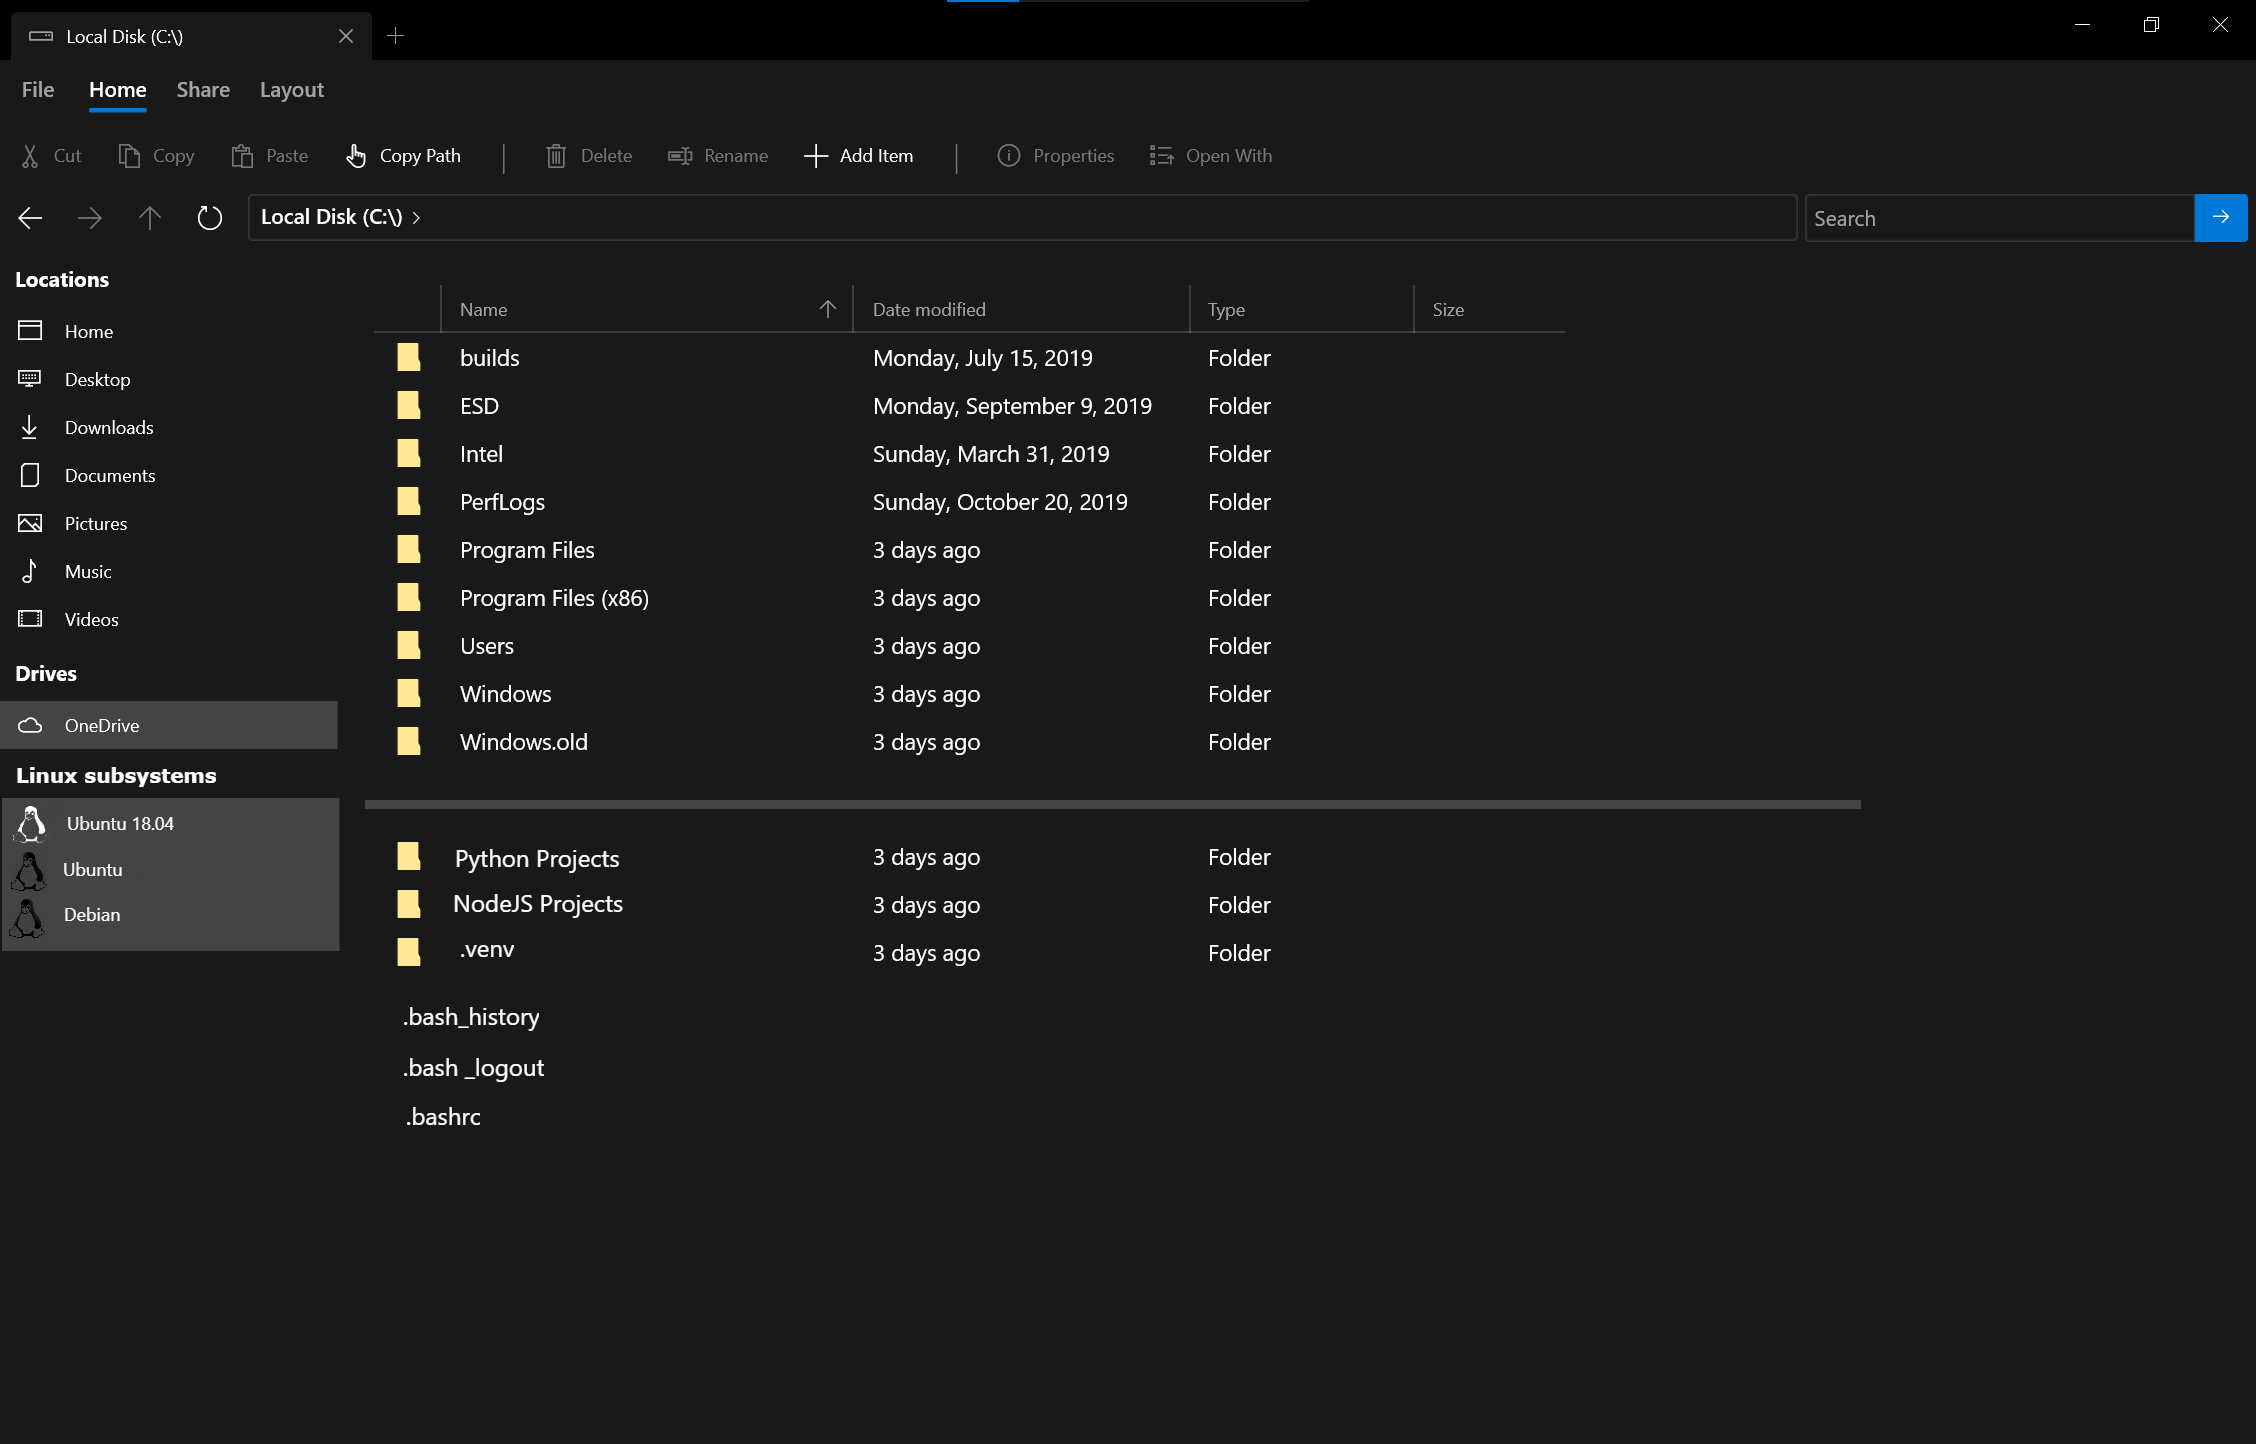 Local Disk (C:\)
File Home Share Layout
Cut Copy Paste Copy Path Delete Rename Add Item Properties Open With
Local Disk (C:\) Search
Locations
Home
Desktop
Downloads
Documents
Pictures
Music
Videos
Drives
OneDrive
Linux subsystems
Ubuntu 18.04
Ubuntu
Debian
Name Date modified Type Size
builds Monday, July 15, 2019 Folder
ESD Monday, September 9, 2019 Folder
Intel Sunday, March 31, 2019 Folder
PerfLogs Sunday, October 20, 2019 Folder
Program Files 3 days ago Folder
Program Files (x86) 3 days ago Folder
Users 3 days ago Folder
Windows 3 days ago Folder
Windows.old 3 days ago Folder
Python Projects 3 days ago Folder
NodeJS Projects 3 days ago Folder
.venv 3 days ago Folder
.bash_history
.bash _logout
.bashrc